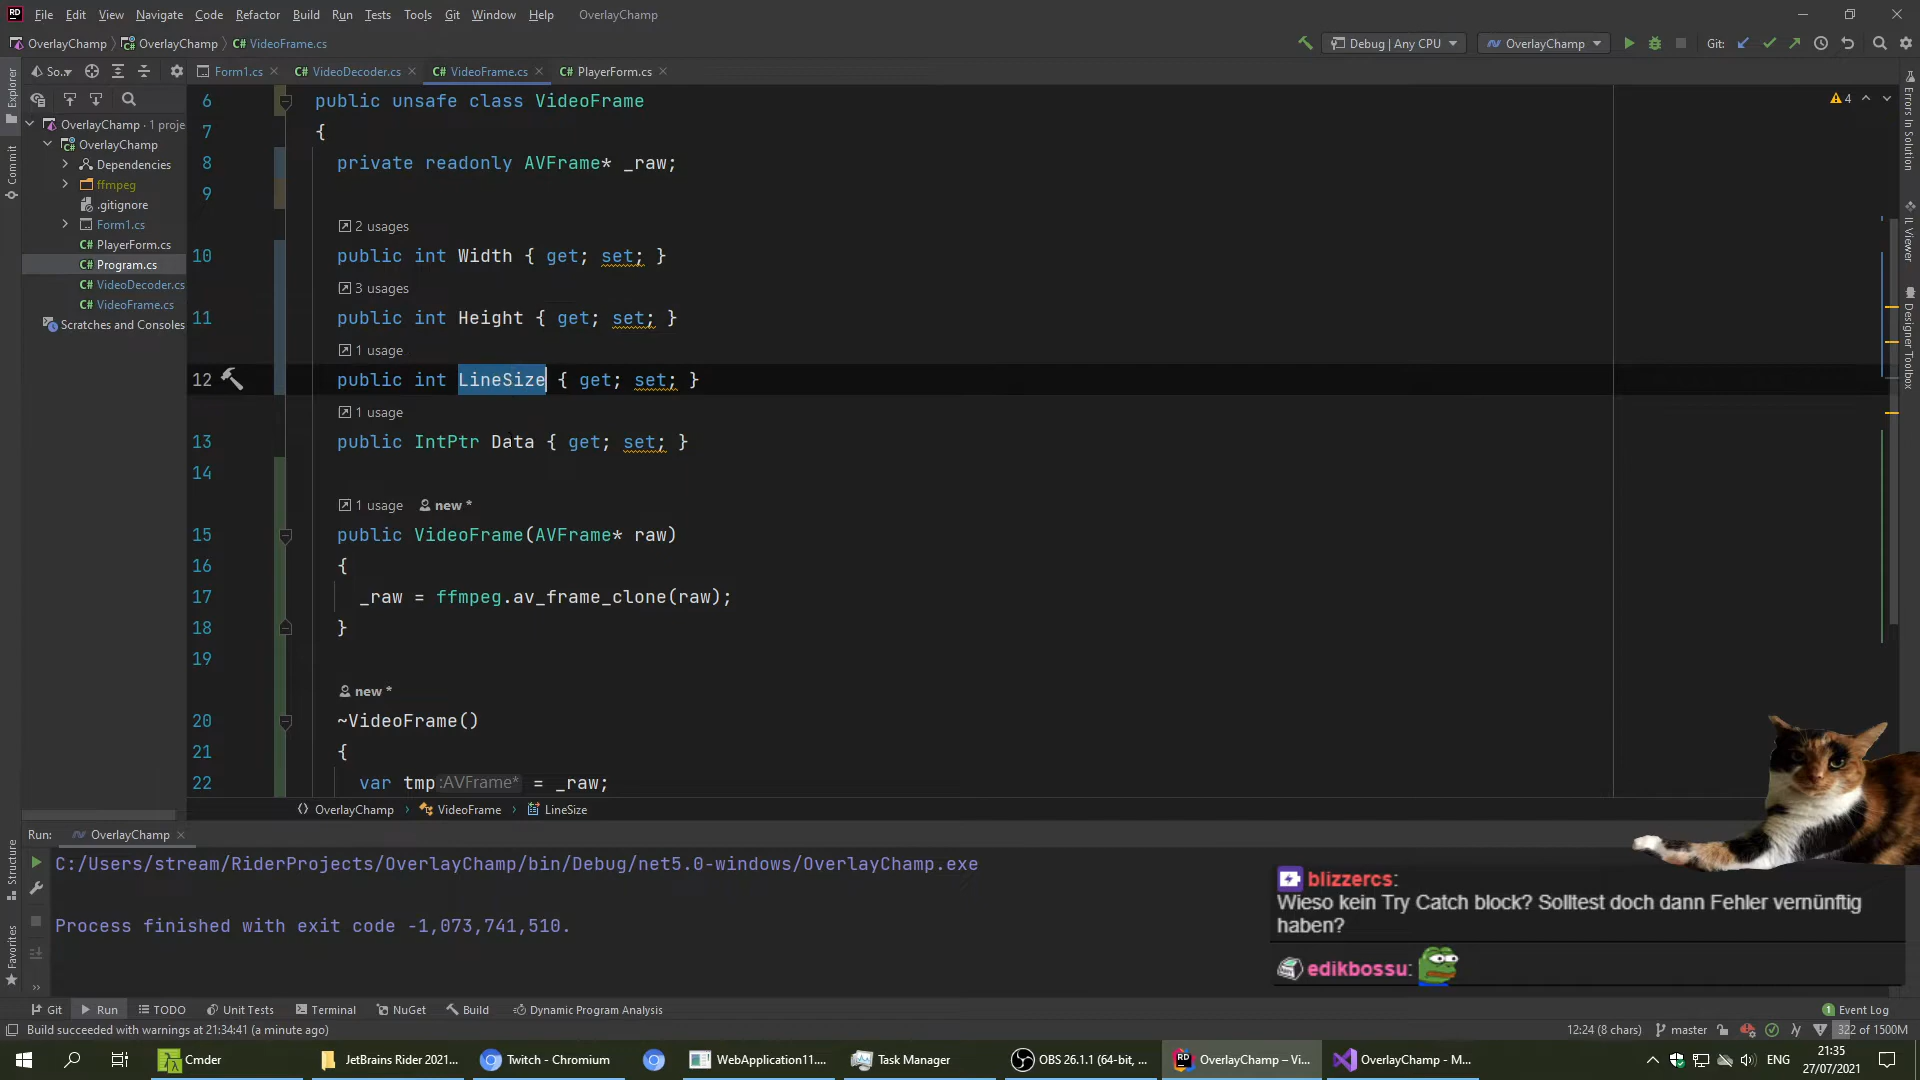 File Edit View Navigate Code Refactor Build Run Tests Tools Git Window Help OverlayChamp
OverlayChamp OverlayChamp C# VideoFrame.cs
Debug | Any CPU OverlayChamp Git:
So... Form1.cs C# VideoDecoder.cs C# VideoFrame.cs C# PlayerForm.cs
Explorer
Commit
OverlayChamp · 1 proje
OverlayChamp
Dependencies
ffmpeg
.gitignore
Form1.cs
C# PlayerForm.cs
C# Program.cs
C# VideoDecoder.cs
C# VideoFrame.cs
Scratches and Consoles
6 public unsafe class VideoFrame
7 {
8 private readonly AVFrame* _raw;
9
2 usages
10 public int Width { get; set; }
3 usages
11 public int Height { get; set; }
1 usage
12 public int LineSize { get; set; }
1 usage
13 public IntPtr Data { get; set; }
14
1 usage new *
15 public VideoFrame(AVFrame* raw)
16 {
17 _raw = ffmpeg.av_frame_clone(raw);
18 }
19
new *
20 ~VideoFrame()
21 {
22 var tmp :AVFrame* = _raw;
4
Errors In Solution
IL Viewer
Designer Toolbox
OverlayChamp VideoFrame LineSize
Run: OverlayChamp
C:/Users/stream/RiderProjects/OverlayChamp/bin/Debug/net5.0-windows/OverlayChamp.exe
Process finished with exit code -1,073,741,510.
Structure
Favorites
blizzercs:
Wieso kein Try Catch block? Solltest doch dann Fehler vernünftig
haben?
edikbossu:
Git Run TODO Unit Tests Terminal NuGet Build Dynamic Program Analysis 1 Event Log
Build succeeded with warnings at 21:34:41 (a minute ago) 12:24 (8 chars) master 322 of 1500M
Cmder JetBrains Rider 2021... Twitch - Chromium WebApplication11.... Task Manager OBS 26.1.1 (64-bit, ... OverlayChamp – Vi... OverlayChamp - M... ENG 21:35
27/07/2021